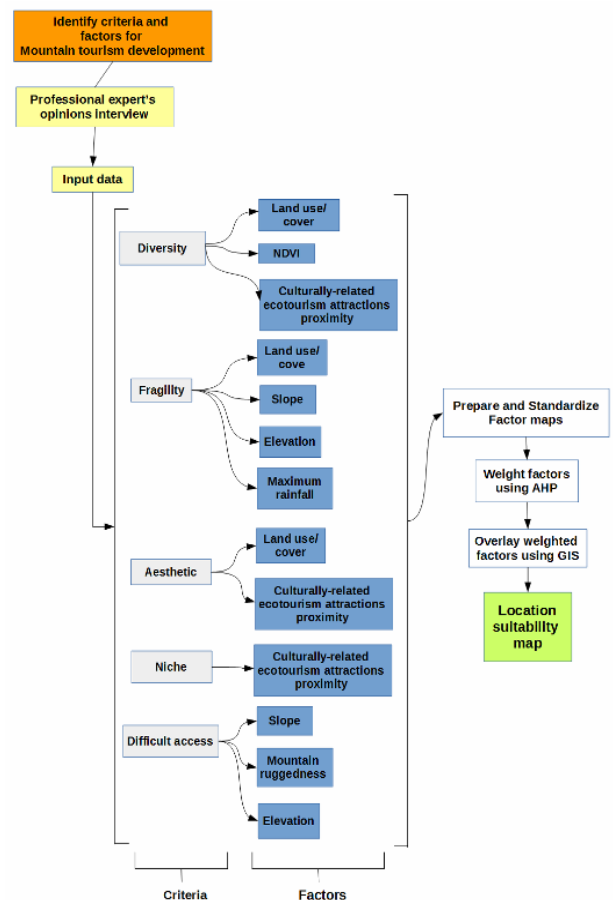 Identify criteria and
factors for
Mountain tourism development
Professional expert's
opinions interview
Input data
Diversity
Land use/
cover
NDVI
Culturally-related
ecotourism attractions
proximity
Fragility
Land use/
cove
Slope
Elevation
Maximum
rainfall
Aesthetic
Land use/
cover
Culturally-related
ecotourism attractions
proximity
Niche
Culturally-related
ecotourism attractions
proximity
Difficult access
Slope
Mountain
ruggedness
Elevation
Prepare and Standardize
Factor maps
Weight factors
using AHP
Overlay weighted
factors using GIS
Location
suitability
map
Criteria
Factors